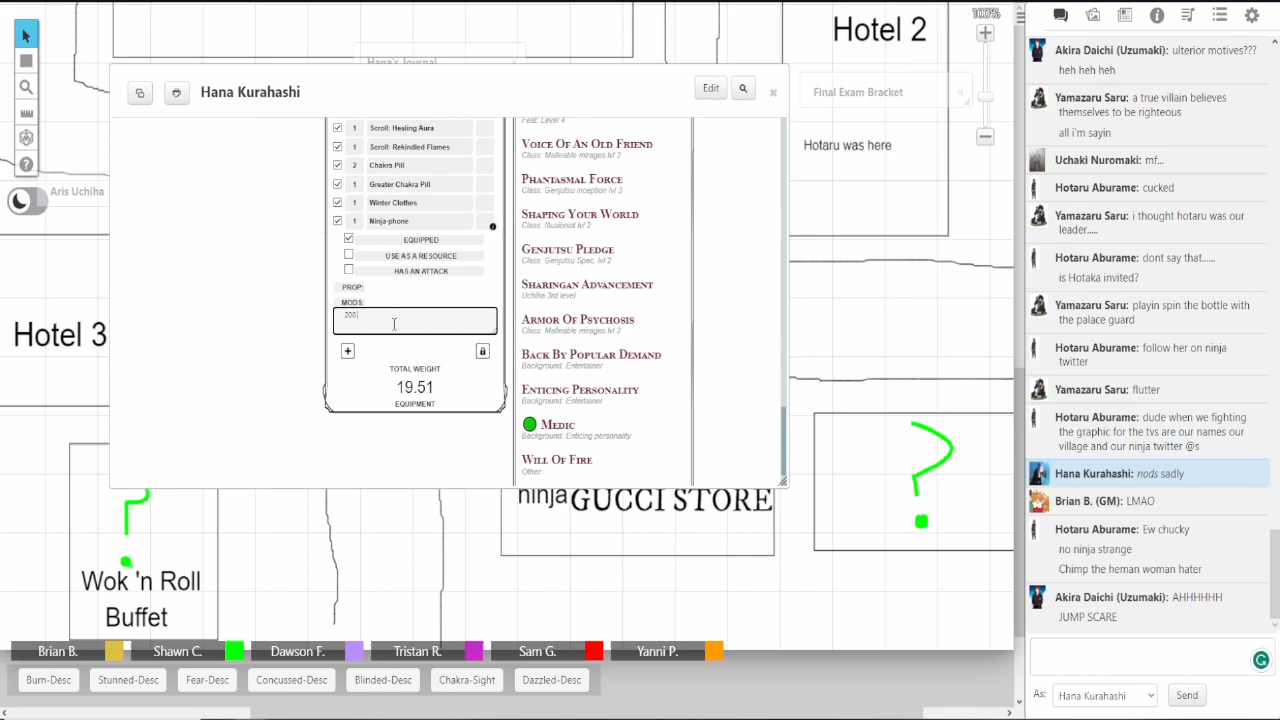 100%
Hotel 2
Hana's Journal
Hana Kurahashi
Edit
Final Exam Bracket
Hotaru was here
Aris Uchiha
Hotel 3
1 Scroll: Healing Aura
1 Scroll: Rekindled Flames
2 Chakra Pill
1 Greater Chakra Pill
1 Winter Clothes
1 Ninja-phone
EQUIPPED
USE AS A RESOURCE
HAS AN ATTACK
PROP:
MODS:
200
TOTAL WEIGHT
19.51
EQUIPMENT
Feat: Level 4
VOICE OF AN OLD FRIEND
Class: Malleable mirages lvl 2
PHANTASMAL FORCE
Class: Genjutsu Inception lvl 3
SHAPING YOUR WORLD
Class: Illusionist lvl 2
GENJUTSU PLEDGE
Class: Genjutsu Spec. lvl 2
SHARINGAN ADVANCEMENT
Uchiha 3rd level
ARMOR OF PSYCHOSIS
Class: Malleable mirages lvl 2
BACK BY POPULAR DEMAND
Background: Entertainer
ENTICING PERSONALITY
Background: Entertainer
MEDIC
Background: Enticing personality
WILL OF FIRE
Other:
ninja GUCCI STORE
?
?
Wok 'n Roll
Buffet
Brian B.
Shawn C.
Dawson F.
Tristan R.
Sam G.
Yanni P.
Burn-Desc
Stunned-Desc
Fear-Desc
Concussed-Desc
Blinded-Desc
Chakra-Sight
Dazzled-Desc
Akira Daichi (Uzumaki): ulterior motives???
heh heh heh
Yamazaru Saru: a true villain believes
themselves to be righteous
all i'm sayin
Uchaki Nuromaki: mf...
Hotaru Aburame: cucked
Yamazaru Saru: i thought hotaru was our
leader.....
Hotaru Aburame: dont say that......
is Hotaka invited?
Yamazaru Saru: playin spin the bottle with
the palace guard
Hotaru Aburame: follow her on ninja
twitter
Yamazaru Saru: flutter
Hotaru Aburame: dude when we fighting
the graphic for the tvs are our names our
village and our ninja twitter @s
Hana Kurahashi: nods sadly
Brian B. (GM): LMAO
Hotaru Aburame: Ew chucky
no ninja strange
Chimp the heman woman hater
Akira Daichi (Uzumaki): AHHHHHH
JUMP SCARE
As: Hana Kurahashi
Send